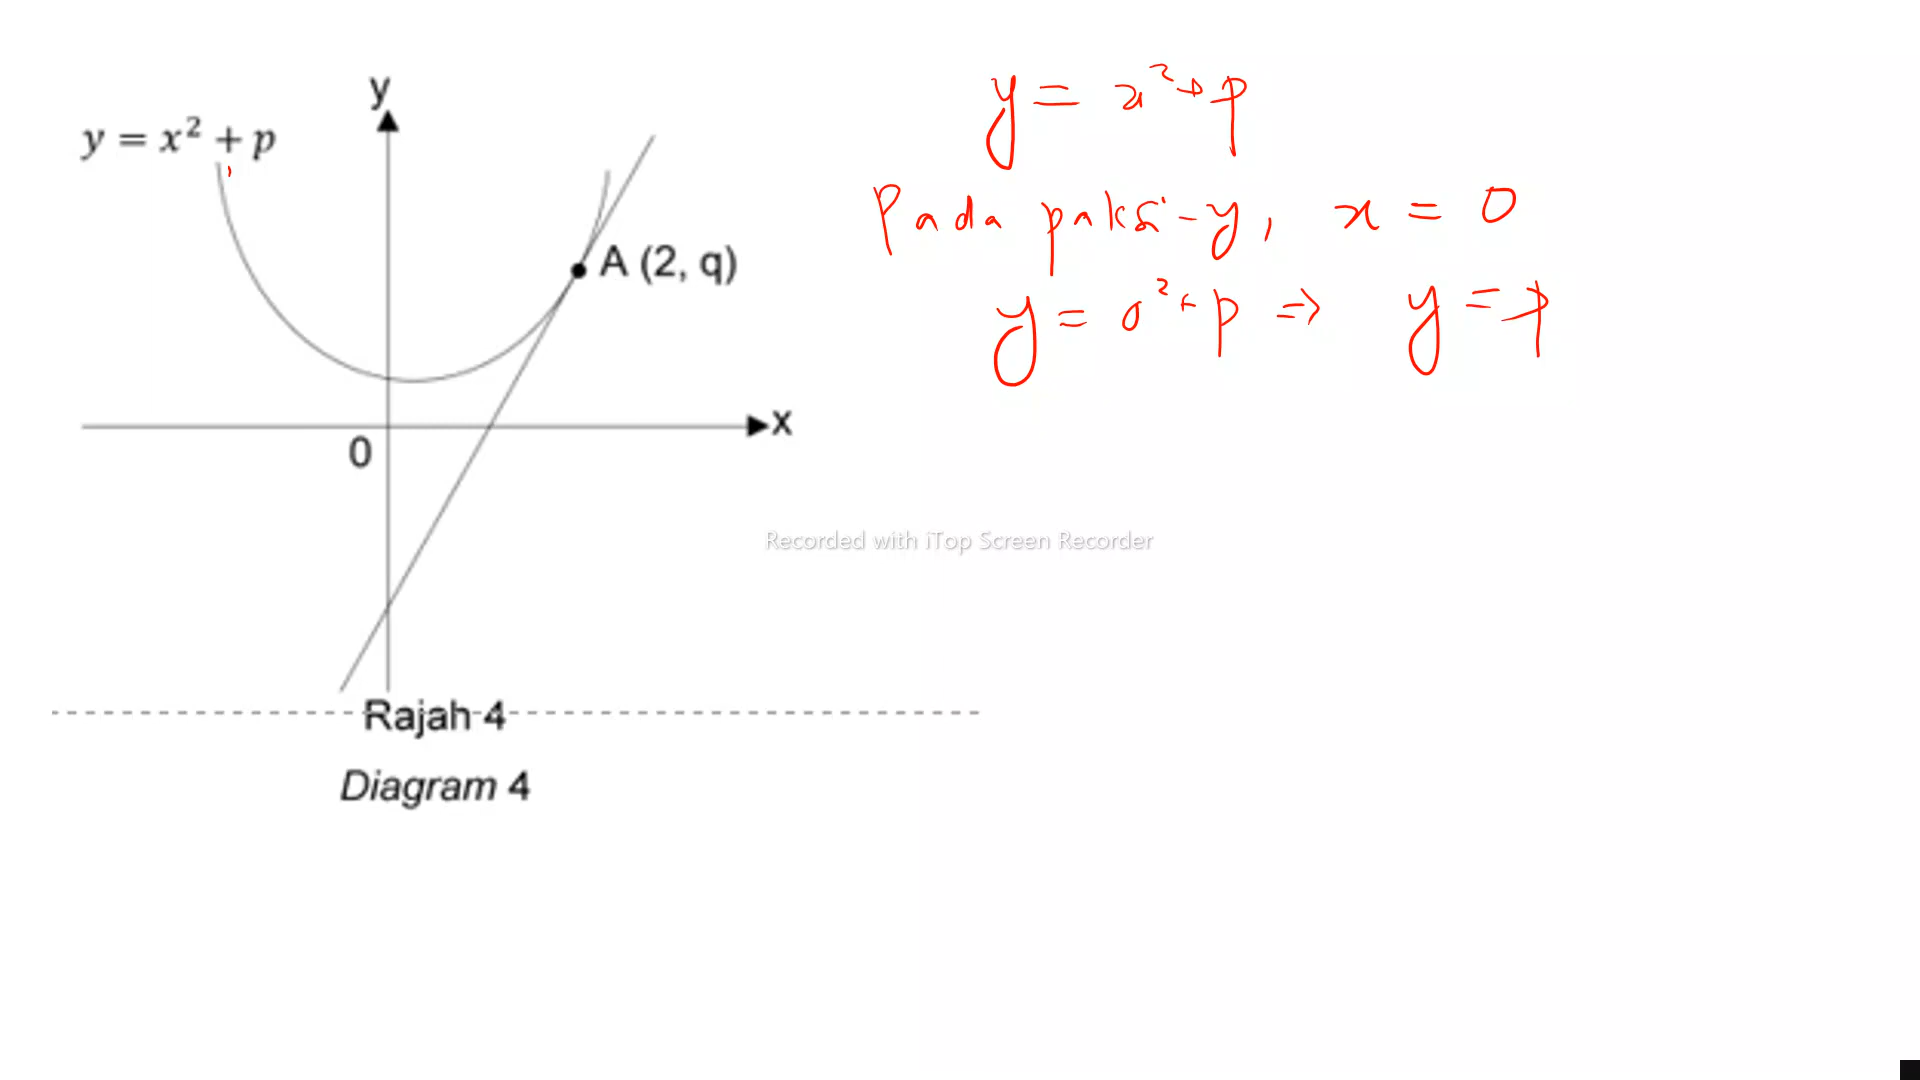 y
y = x² + p
A (2, q)
x
0
Rajah 4
Diagram 4
y = x² + p
Pada paksi-y, x = 0
y = 0² + p ⇒ y = p
Recorded with iTop Screen Recorder